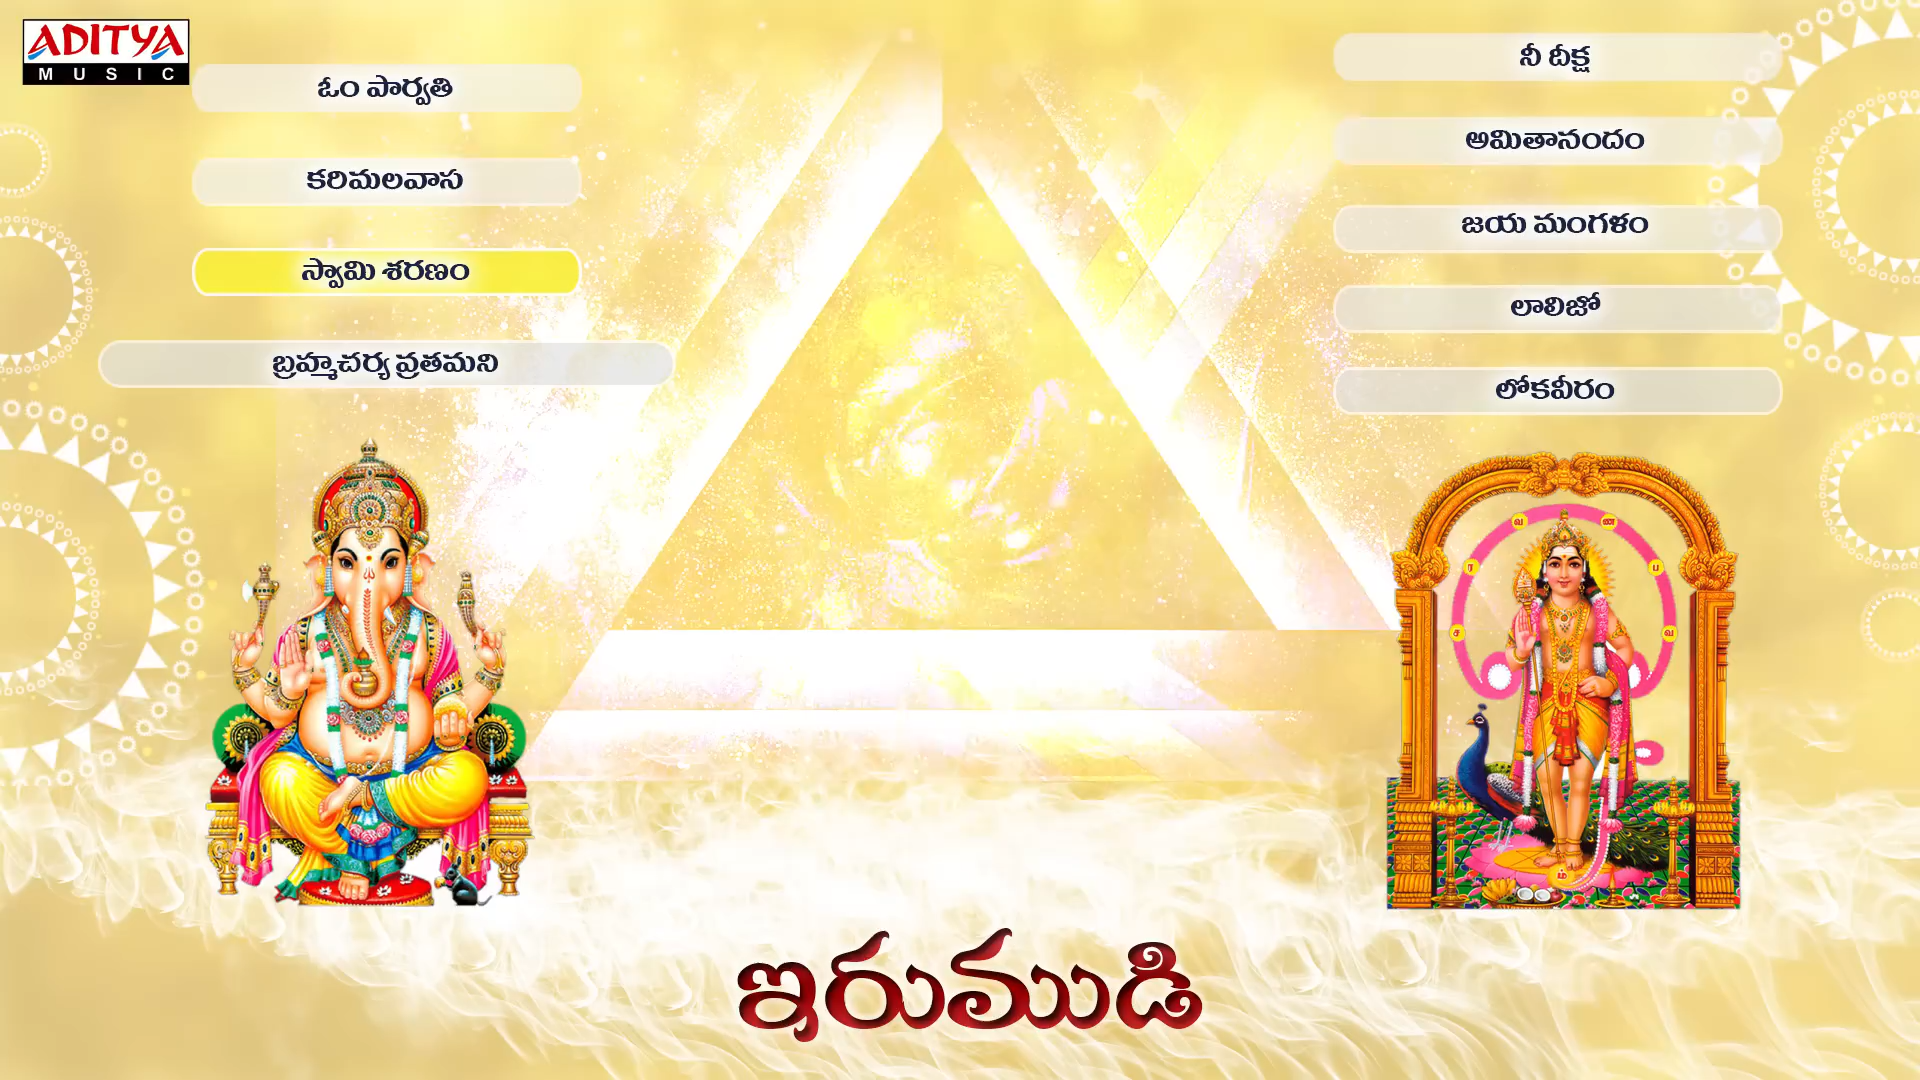 ADITYA
MUSIC
ఓం పార్వతి
కరిమలవాస
స్వామి శరణం
బ్రహ్మచర్య వ్రతమని
నీ దీక్ష
అమితానందం
జయ మంగళం
లాలిజో
లోకవీరం
வ
ண
ர
ப
ச
வ
ம்
ఇరుముడి